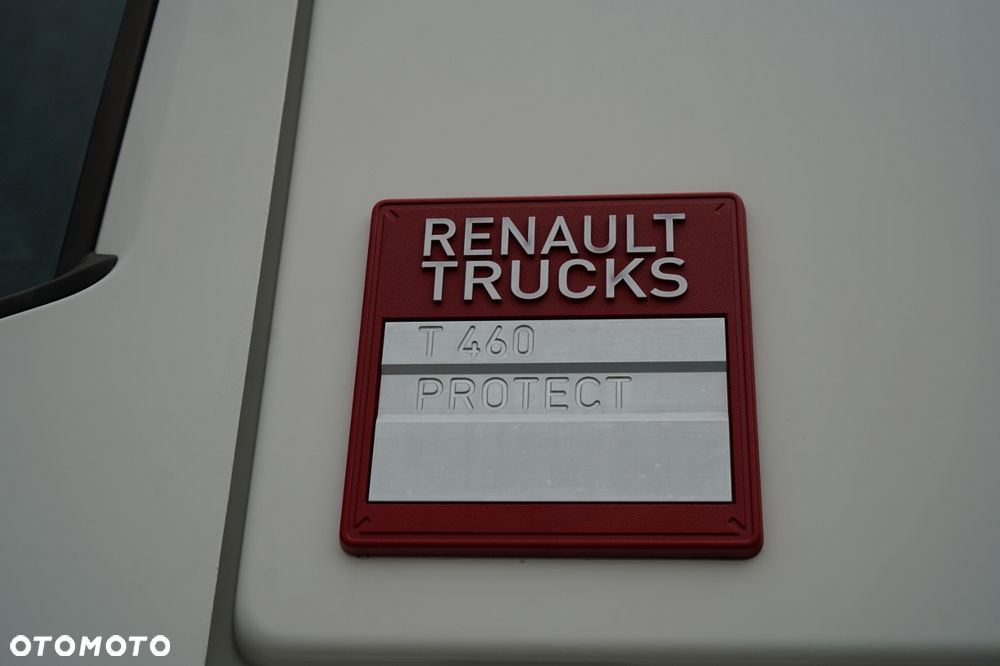 RENAULT
TRUCKS
T 460
PROTECT
OTOMOTO